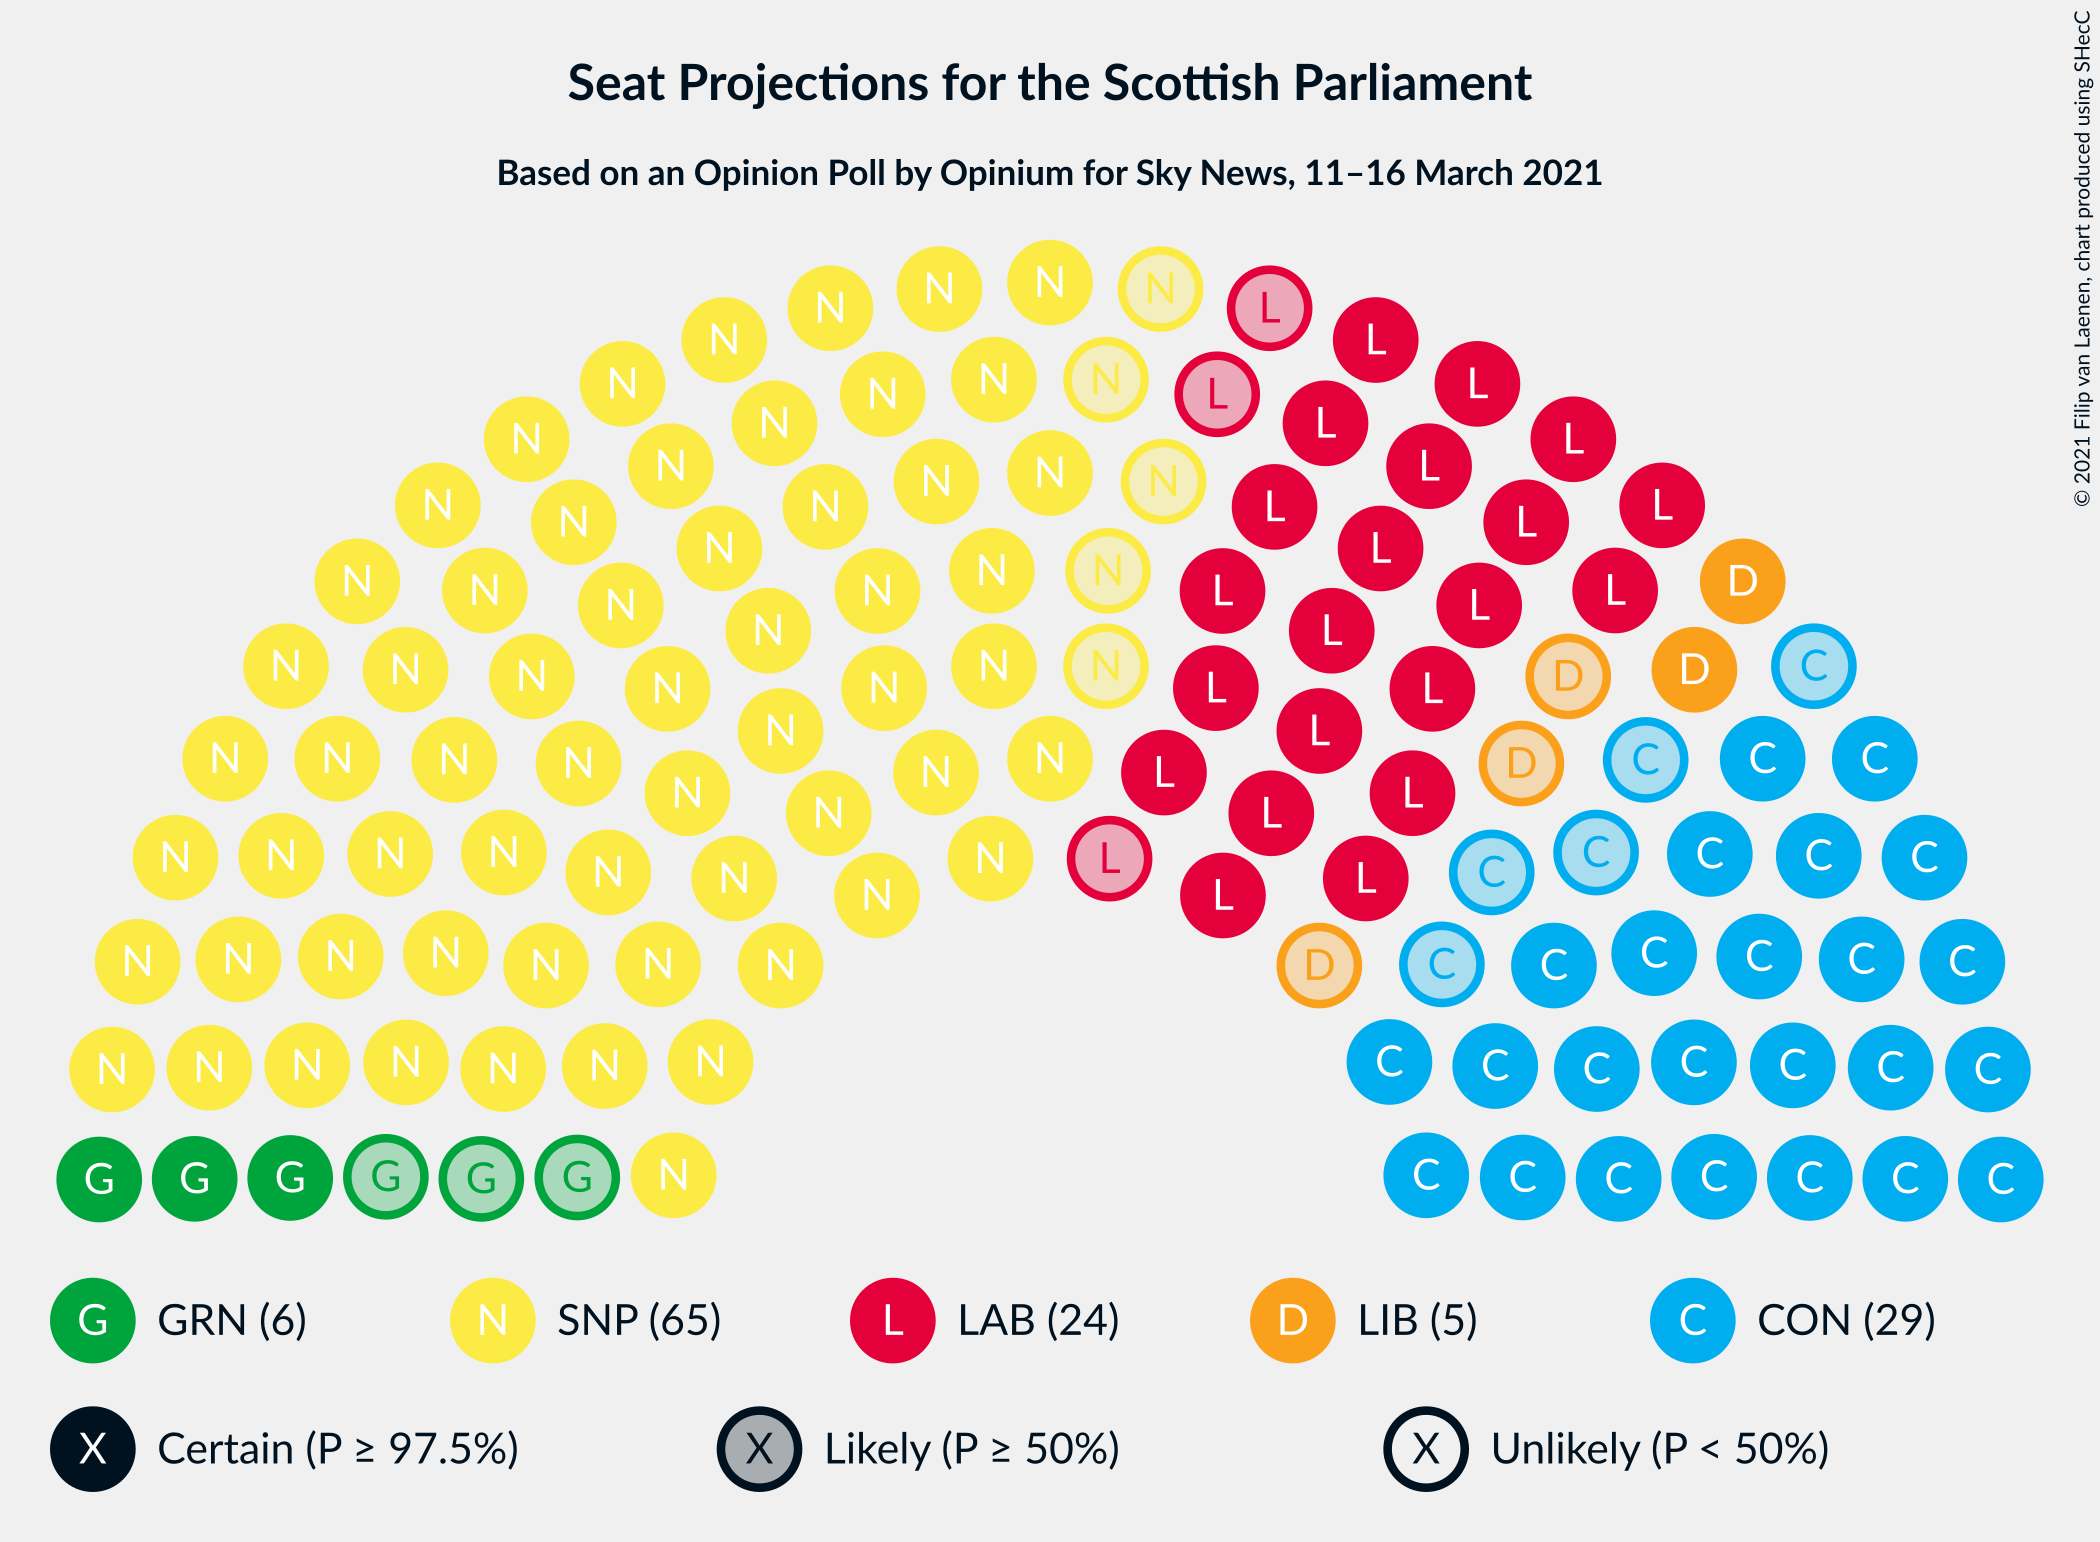 Seat Projections for the Scottish Parliament
Based on an Opinion Poll by Opinium for Sky News, 11–16 March 2021
© 2021 Filip van Laenen, chart produced using SHecC
N N N N L
N L
N N N N L L
N N L L
N N N N N N L L L
N N L L
N N N N N N L L L D
N L
N N N N N N N L L D D C
N N N N N N N L L D C C C
N N L L
N N N N N N N N L L L C C C C C
N N N N N N N D C C C C C C
N N N N N N N C C C C C C C
G G G G G G N C C C C C C C
G GRN (6) N SNP (65) L LAB (24) D LIB (5) C CON (29)
X Certain (P ≥ 97.5%) X Likely (P ≥ 50%) X Unlikely (P < 50%)